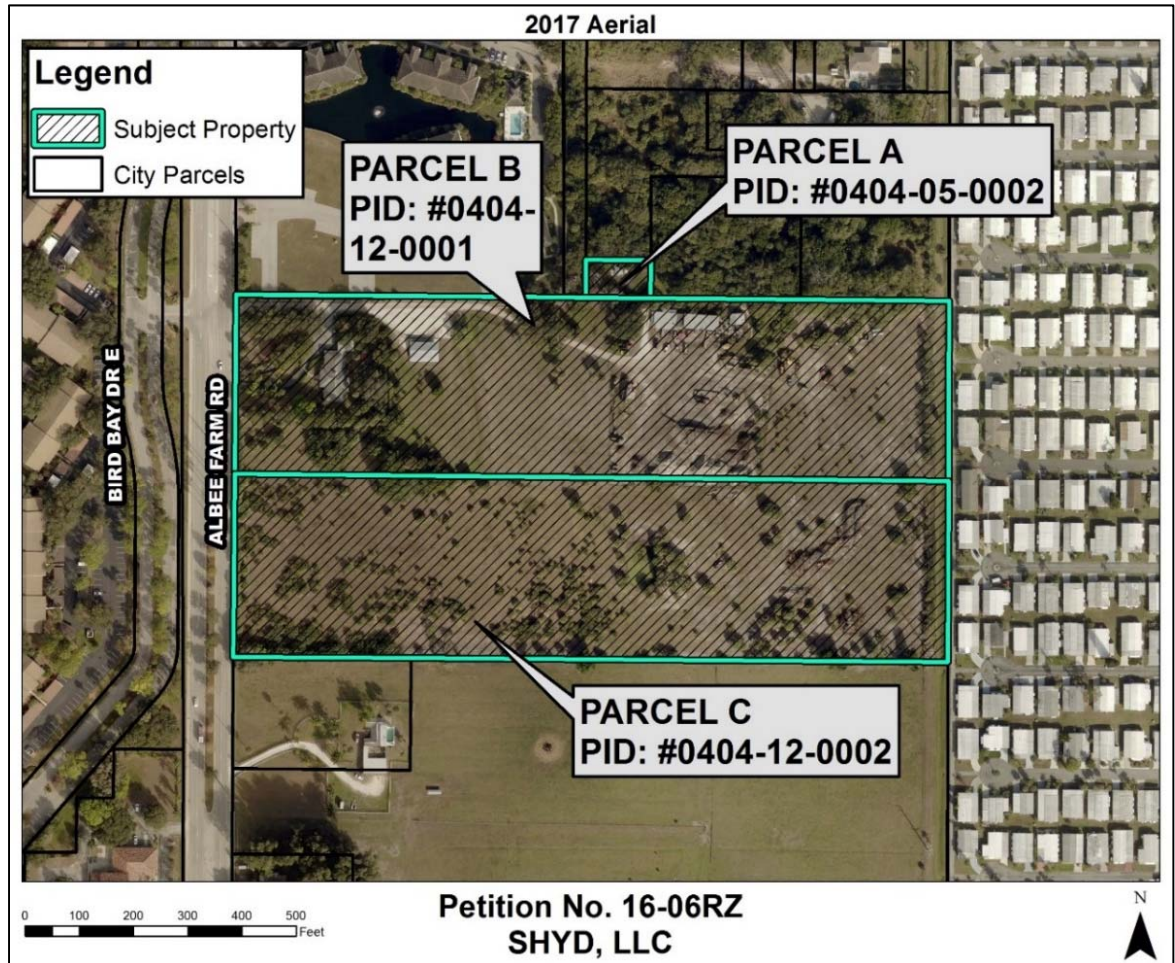 2017 Aerial
Legend
Subject Property
City Parcels
PARCEL B
PID: #0404-
12-0001
PARCEL A
PID: #0404-05-0002
BIRD BAY DR E
ALBEE FARM RD
PARCEL C
PID: #0404-12-0002
0 100 200 300 400 500
Feet
Petition No. 16-06RZ
SHYD, LLC
N